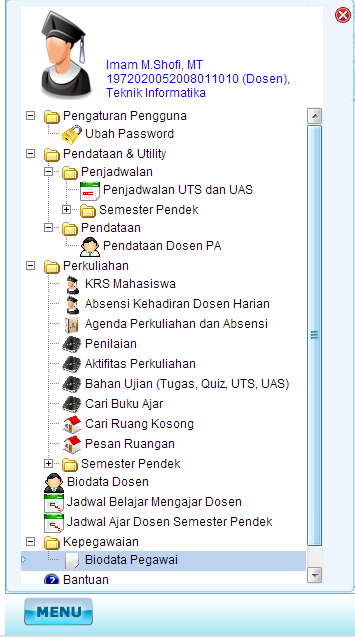 Imam M.Shofi, MT
1972020052008011010 (Dosen),
Teknik Informatika
Pengaturan Pengguna
Ubah Password
Pendataan & Utility
Penjadwalan
Penjadwalan UTS dan UAS
Semester Pendek
Pendataan
Pendataan Dosen PA
Perkuliahan
KRS Mahasiswa
Absensi Kehadiran Dosen Harian
Agenda Perkuliahan dan Absensi
Penilaian
Aktifitas Perkuliahan
Bahan Ujian (Tugas, Quiz, UTS, UAS)
Cari Buku Ajar
Cari Ruang Kosong
Pesan Ruangan
Semester Pendek
Biodata Dosen
Jadwal Belajar Mengajar Dosen
Jadwal Ajar Dosen Semester Pendek
Kepegawaian
Biodata Pegawai
Bantuan
MENU